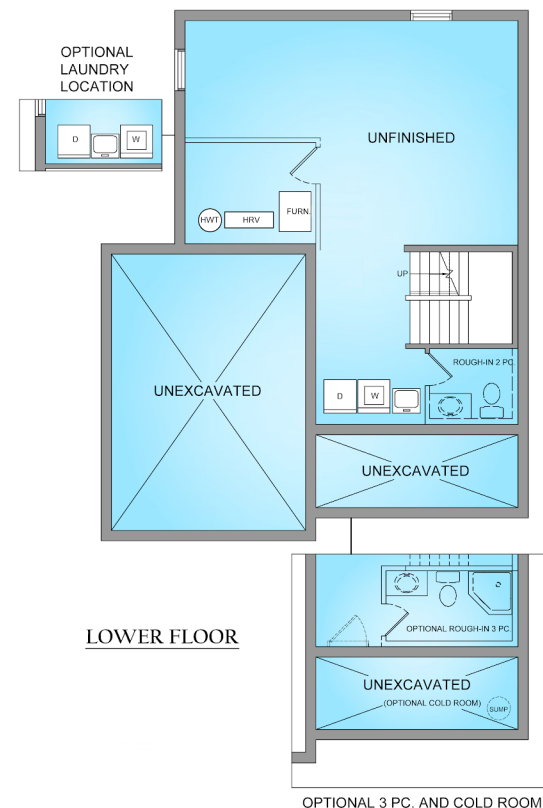 OPTIONAL
LAUNDRY
LOCATION
D
W
UNFINISHED
HWT
HRV
FURN.
UP
ROUGH-IN 2 PC.
D
W
UNEXCAVATED
UNEXCAVATED
LOWER FLOOR
OPTIONAL ROUGH-IN 3 PC.
UNEXCAVATED
(OPTIONAL COLD ROOM)
SUMP
OPTIONAL 3 PC. AND COLD ROOM